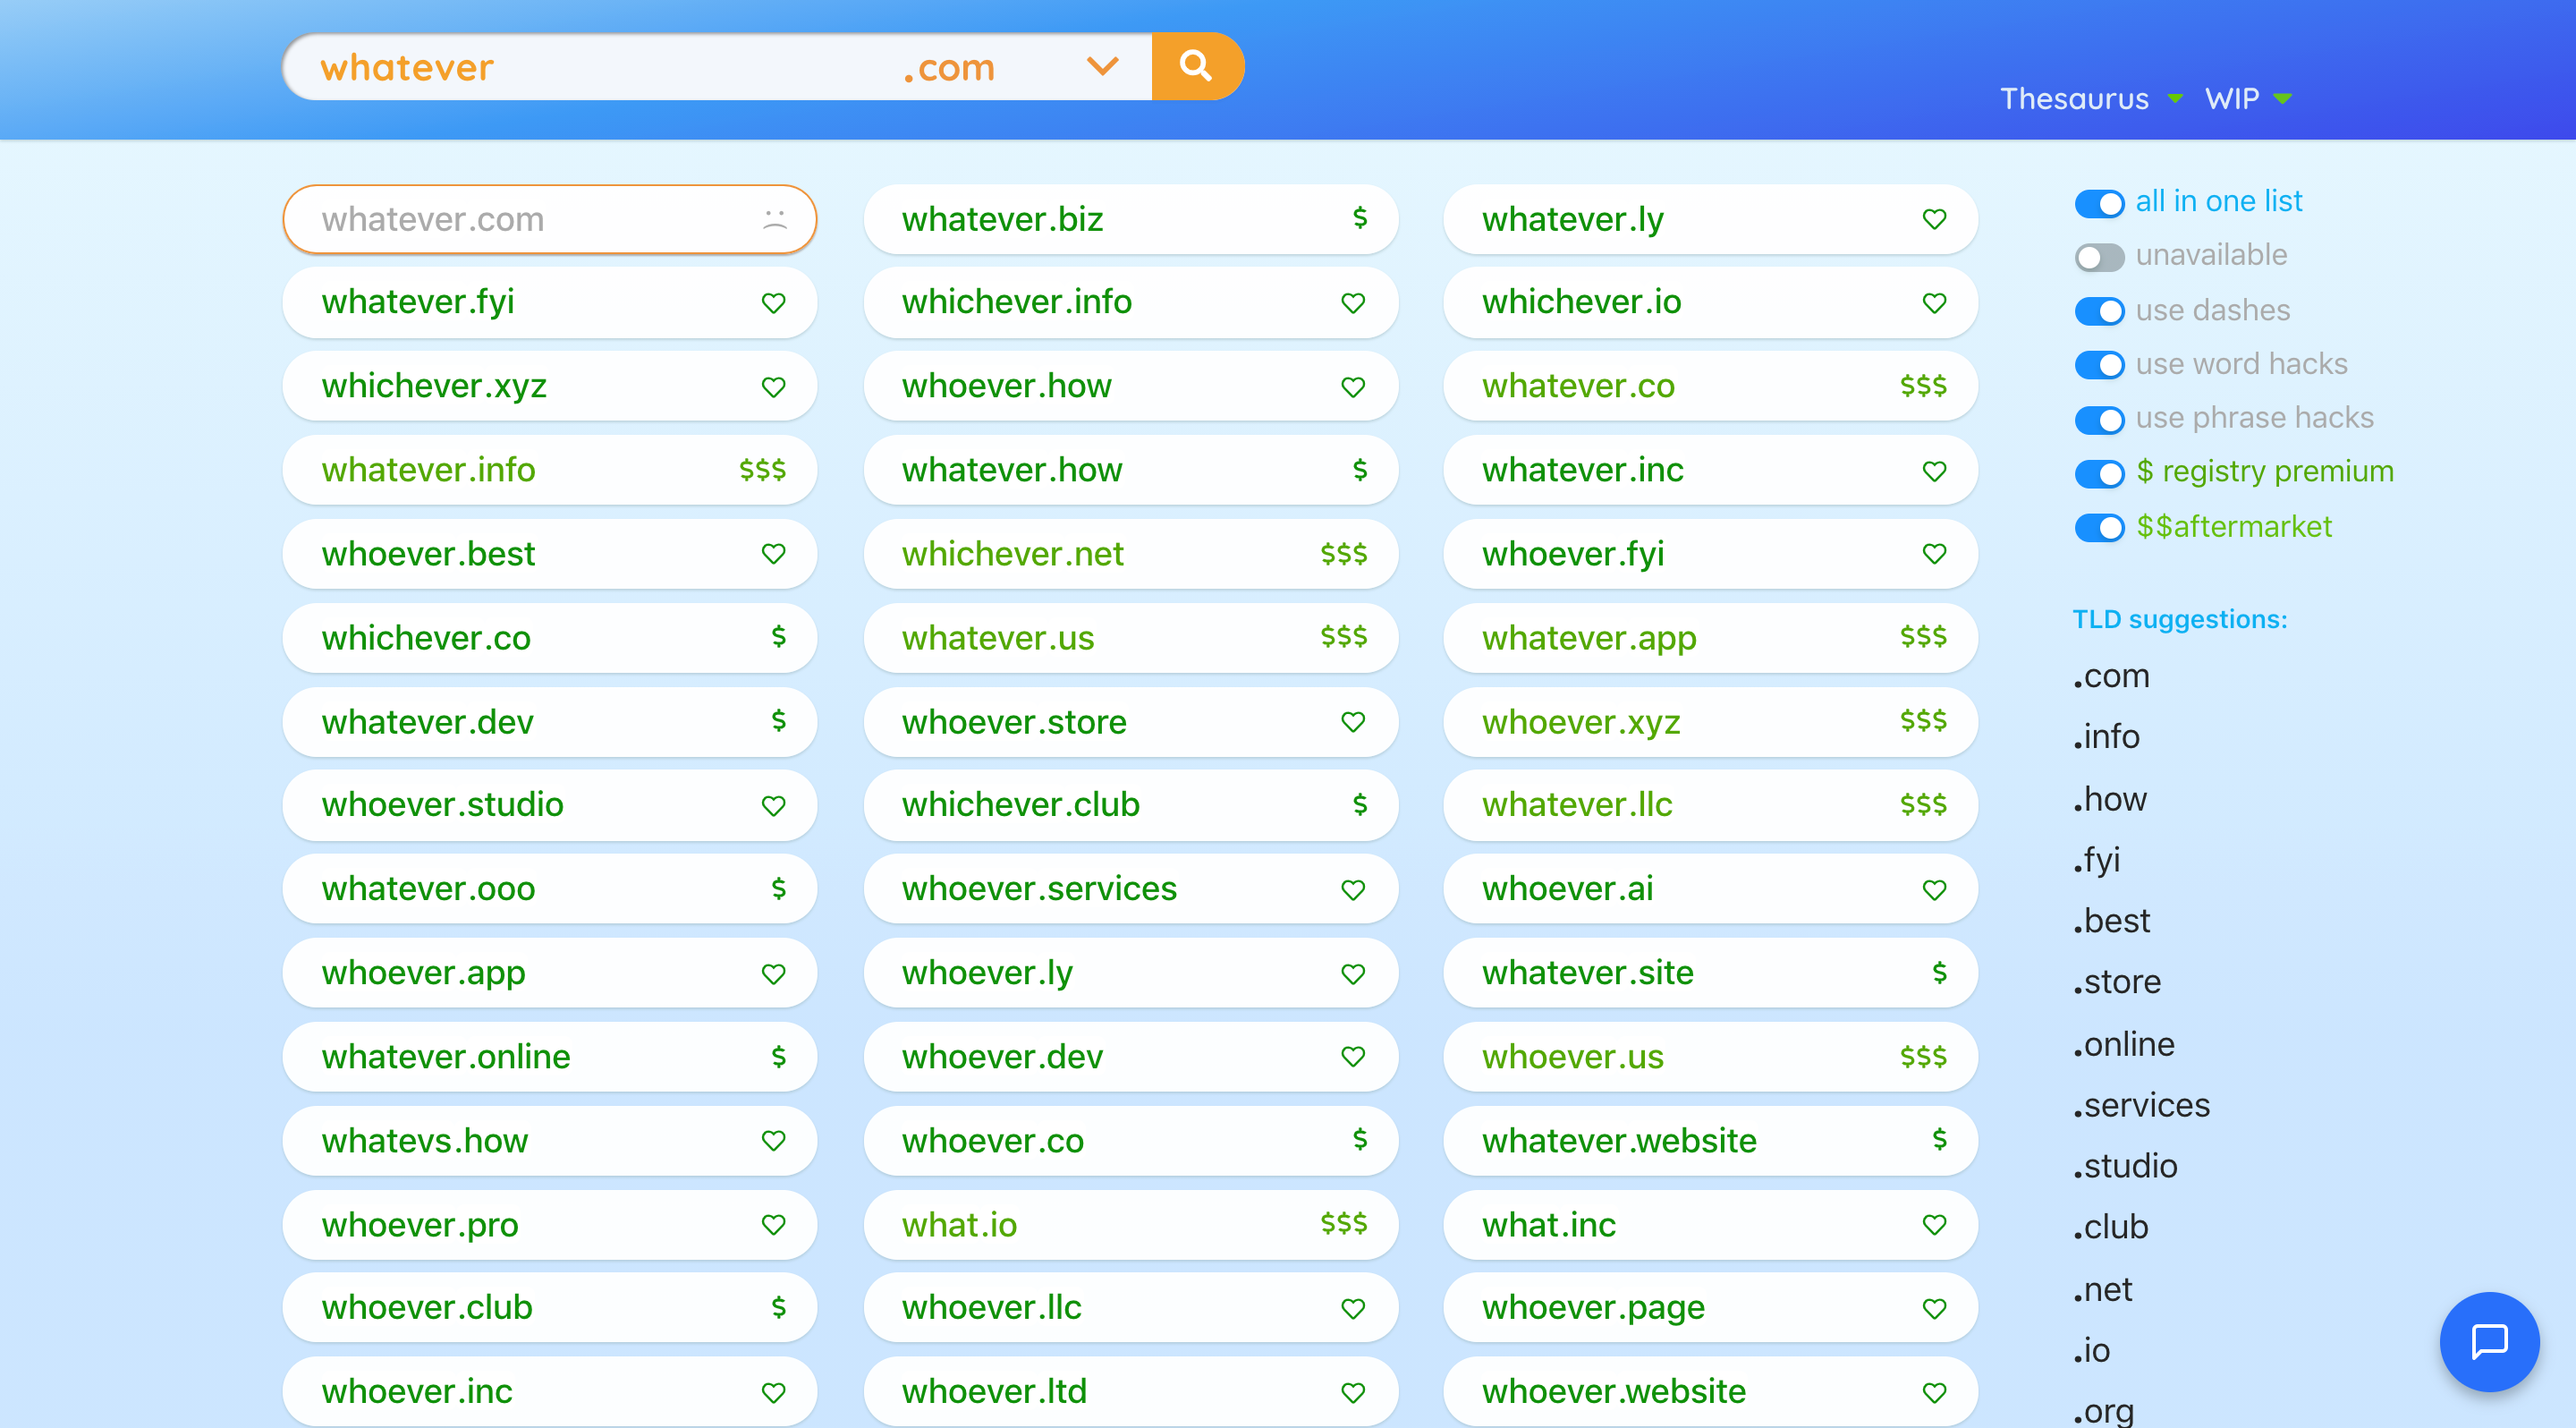 whatever .com
Thesaurus WIP
whatever.com
whatever.biz $
whatever.ly
whatever.fyi
whichever.info
whichever.io
whichever.xyz
whoever.how
whatever.co $$$
whatever.info $$$
whatever.how $
whatever.inc
whoever.best
whichever.net $$$
whoever.fyi
whichever.co $
whatever.us $$$
whatever.app $$$
whatever.dev $
whoever.store
whoever.xyz $$$
whoever.studio
whichever.club $
whatever.llc $$$
whatever.ooo $
whoever.services
whoever.ai
whoever.app
whoever.ly
whatever.site $
whatever.online $
whoever.dev
whoever.us $$$
whatevs.how
whoever.co $
whatever.website $
whoever.pro
what.io $$$
what.inc
whoever.club $
whoever.llc
whoever.page
whoever.inc
whoever.ltd
whoever.website
all in one list
unavailable
use dashes
use word hacks
use phrase hacks
$ registry premium
$$aftermarket
TLD suggestions:
.com
.info
.how
.fyi
.best
.store
.online
.services
.studio
.club
.net
.io
.org